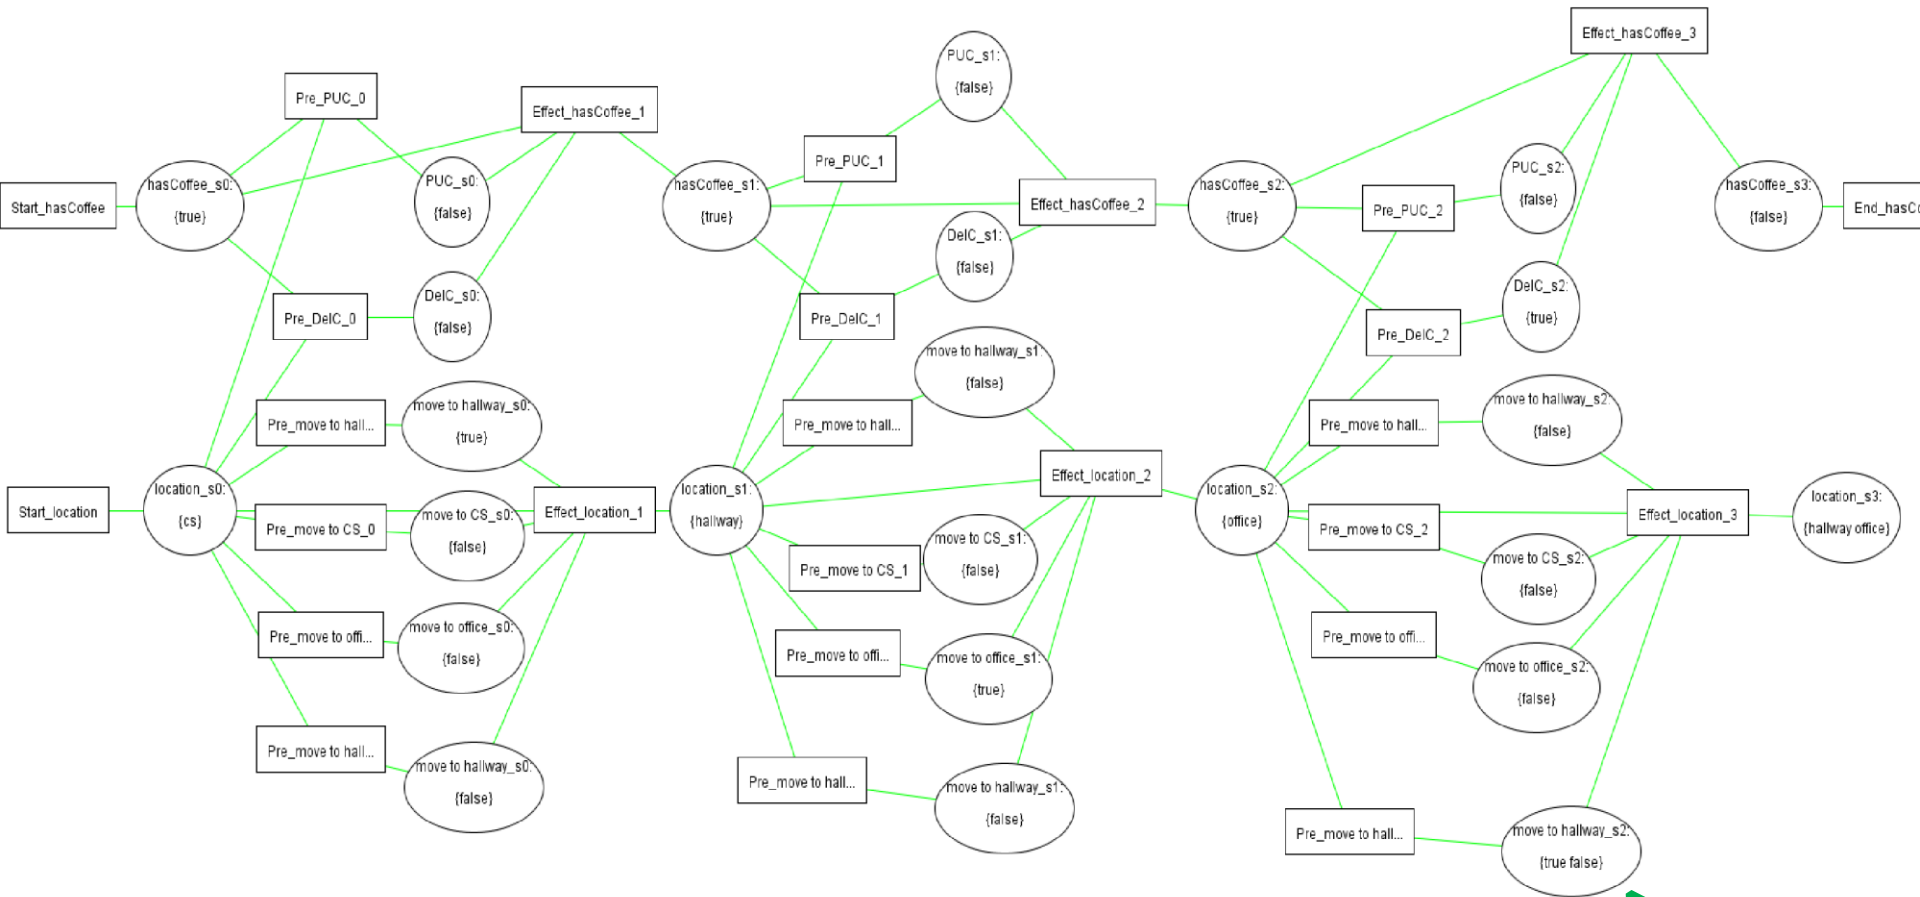 Start_hasCoffee
hasCoffee_s0:
{true}
Pre_PUC_0
PUC_s0:
{false}
Effect_hasCoffee_1
Pre_DelC_0
DelC_s0:
{false}
Pre_move to hall...
move to hallway_s0:
{true}
Start_location
location_s0:
{cs}
Pre_move to CS_0
move to CS_s0:
{false}
Effect_location_1
Pre_move to offi...
move to office_s0:
{false}
Pre_move to hall...
move to hallway_s0:
{false}
hasCoffee_s1:
{true}
Pre_PUC_1
PUC_s1:
{false}
Effect_hasCoffee_2
Pre_DelC_1
DelC_s1:
{false}
Pre_move to hall...
move to hallway_s1:
{false}
location_s1:
{hallway}
Pre_move to CS_1
move to CS_s1:
{false}
Effect_location_2
Pre_move to offi...
move to office_s1:
{true}
Pre_move to hall...
move to hallway_s1:
{false}
hasCoffee_s2:
{true}
Pre_PUC_2
PUC_s2:
{false}
Effect_hasCoffee_3
Pre_DelC_2
DelC_s2:
{true}
Pre_move to hall...
move to hallway_s2:
{false}
location_s2:
{office}
Pre_move to CS_2
move to CS_s2:
{false}
Effect_location_3
Pre_move to offi...
move to office_s2:
{false}
Pre_move to hall...
move to hallway_s2:
{true false}
hasCoffee_s3:
{false}
End_hasCo
location_s3:
{hallway office}